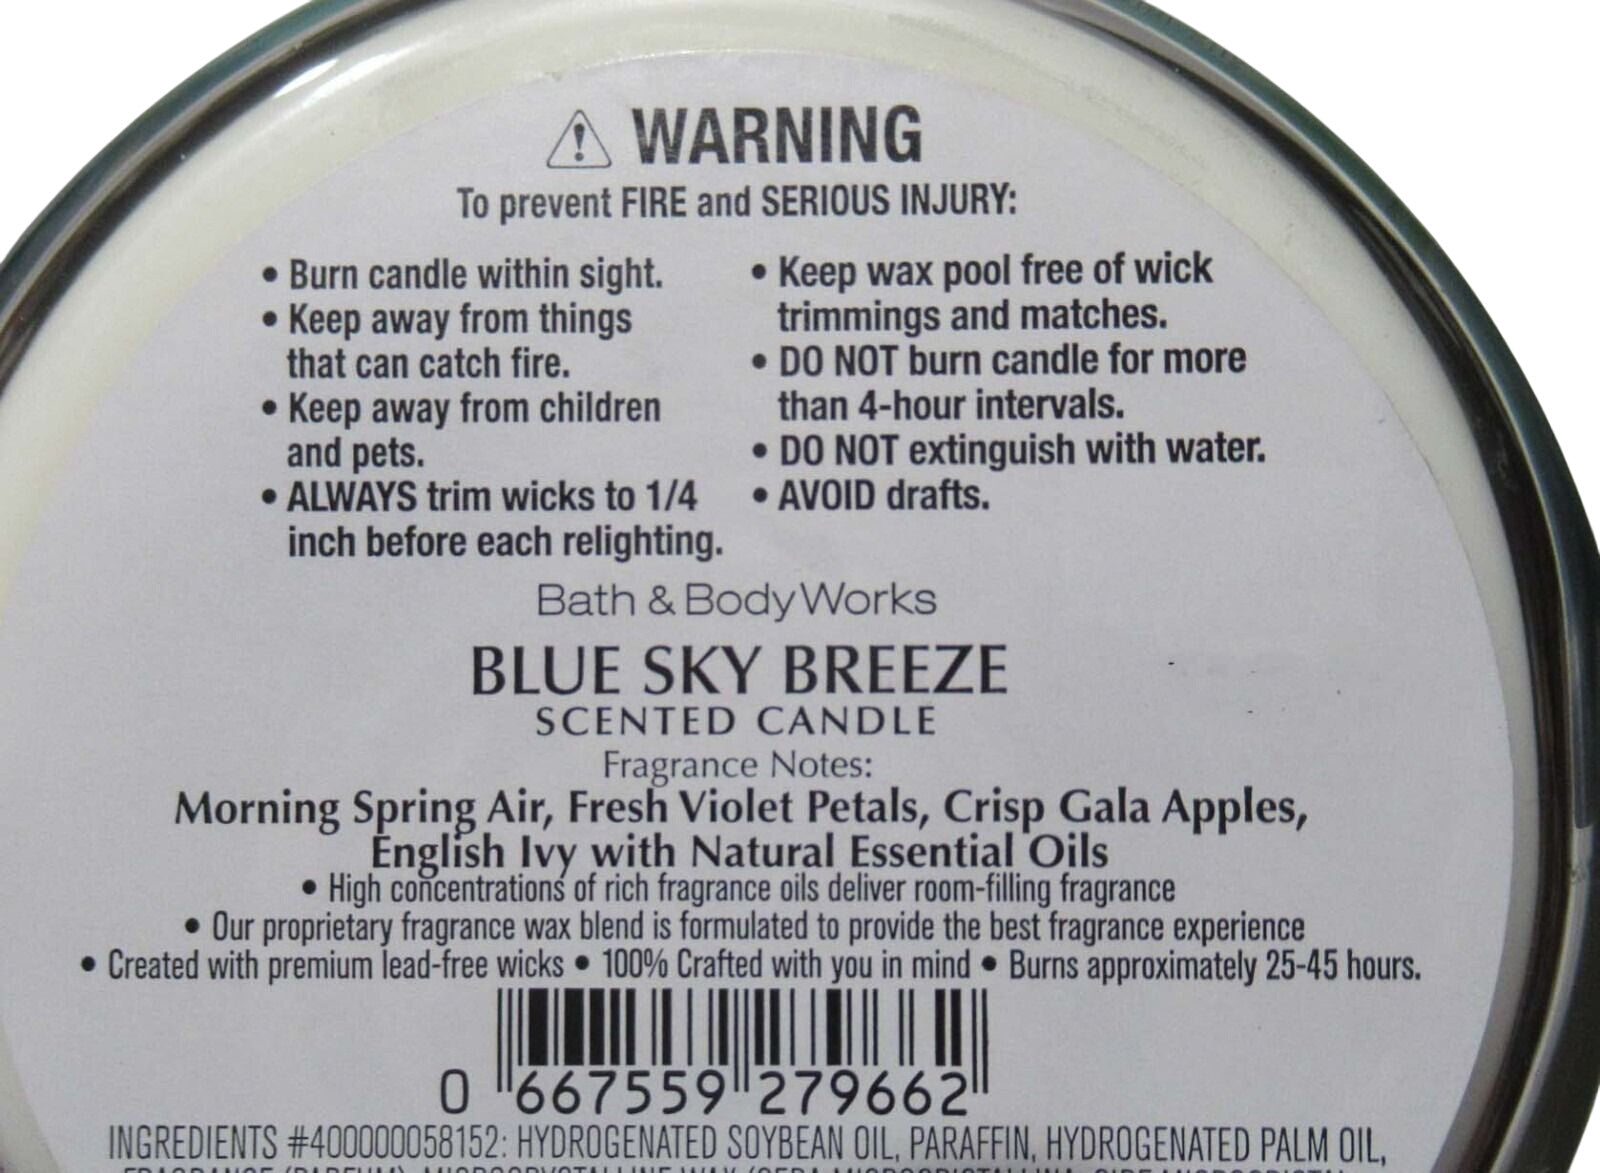 WARNING
To prevent FIRE and SERIOUS INJURY:
• Burn candle within sight.
• Keep away from things
that can catch fire.
• Keep away from children
and pets.
• ALWAYS trim wicks to 1/4
inch before each relighting.
• Keep wax pool free of wick
trimmings and matches.
• DO NOT burn candle for more
than 4-hour intervals.
• DO NOT extinguish with water.
• AVOID drafts.
Bath & Body Works
BLUE SKY BREEZE
SCENTED CANDLE
Fragrance Notes:
Morning Spring Air, Fresh Violet Petals, Crisp Gala Apples,
English Ivy with Natural Essential Oils
• High concentrations of rich fragrance oils deliver room-filling fragrance
• Our proprietary fragrance wax blend is formulated to provide the best fragrance experience
• Created with premium lead-free wicks • 100% Crafted with you in mind • Burns approximately 25-45 hours.
0 667559 279662
INGREDIENTS #400000058152: HYDROGENATED SOYBEAN OIL, PARAFFIN, HYDROGENATED PALM OIL,